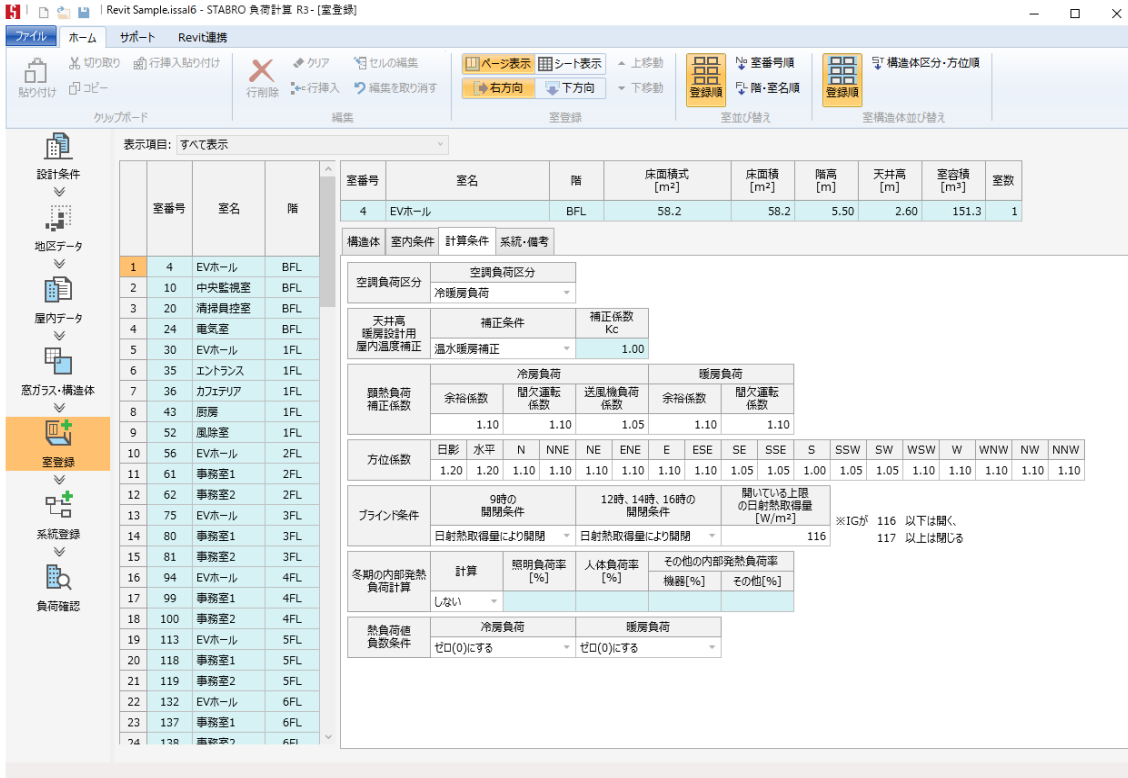 Revit Sample.issal6 - STABRO 負荷計算 R3 - [室登録]
ファイル ホーム サポート Revit連携
貼り付け 切り取り 行挿入貼り付け コピー
クリップボード
行削除 クリア セルの編集 行挿入 編集を取り消す
編集
ページ表示 シート表示 上移動
右方向 下方向 下移動
室登録
登録順 室番号順 階・室名順
室並び替え
登録順 構造体区分・方位順
室構造体並び替え
設計条件
地区データ
屋内データ
窓ガラス・構造体
室登録
系統登録
負荷確認
表示項目: すべて表示
室番号 室名 階
1 4 EVホール BFL
2 10 中央監視室 BFL
3 20 清掃員控室 BFL
4 24 電気室 BFL
5 30 EVホール 1FL
6 35 エントランス 1FL
7 36 カフェテリア 1FL
8 43 厨房 1FL
9 52 風除室 1FL
10 56 EVホール 2FL
11 61 事務室1 2FL
12 62 事務室2 2FL
13 75 EVホール 3FL
14 80 事務室1 3FL
15 81 事務室2 3FL
16 94 EVホール 4FL
17 99 事務室1 4FL
18 100 事務室2 4FL
19 113 EVホール 5FL
20 118 事務室1 5FL
21 119 事務室2 5FL
22 132 EVホール 6FL
23 137 事務室1 6FL
24 138 事務室2 6FL
室番号 室名 階 床面積式 [m²] 床面積 [m²] 階高 [m] 天井高 [m] 室容積 [m³] 室数
4 EVホール BFL 58.2 58.2 5.50 2.60 151.3 1
構造体 室内条件 計算条件 系統・備考
空調負荷区分 空調負荷区分
冷暖房負荷
天井高
暖房設計用
屋内温度補正
補正条件 補正係数
Kc
温水暖房補正 1.00
顕熱負荷
補正係数
冷房負荷 暖房負荷
余裕係数 間欠運転係数 送風機負荷係数 余裕係数 間欠運転係数
1.10 1.10 1.05 1.10 1.10
方位係数
日影 水平 N NNE NE ENE E ESE SE SSE S SSW SW WSW W WNW NW NNW
1.20 1.20 1.10 1.10 1.10 1.10 1.10 1.10 1.05 1.05 1.00 1.05 1.05 1.10 1.10 1.10 1.10 1.10
ブラインド条件
9時の
開閉条件
12時、14時、16時の
開閉条件
開いている上限
の日射熱取得量
[W/m²]
日射熱取得量により開閉 日射熱取得量により開閉 116
※IGが 116 以下は開く、
117 以上は閉じる
冬期の内部発熱
負荷計算
計算 照明負荷率 [%] 人体負荷率 [%] その他の内部発熱負荷率
機器[%] その他[%]
しない
熱負荷値
負数条件
冷房負荷 暖房負荷
ゼロ(0)にする ゼロ(0)にする